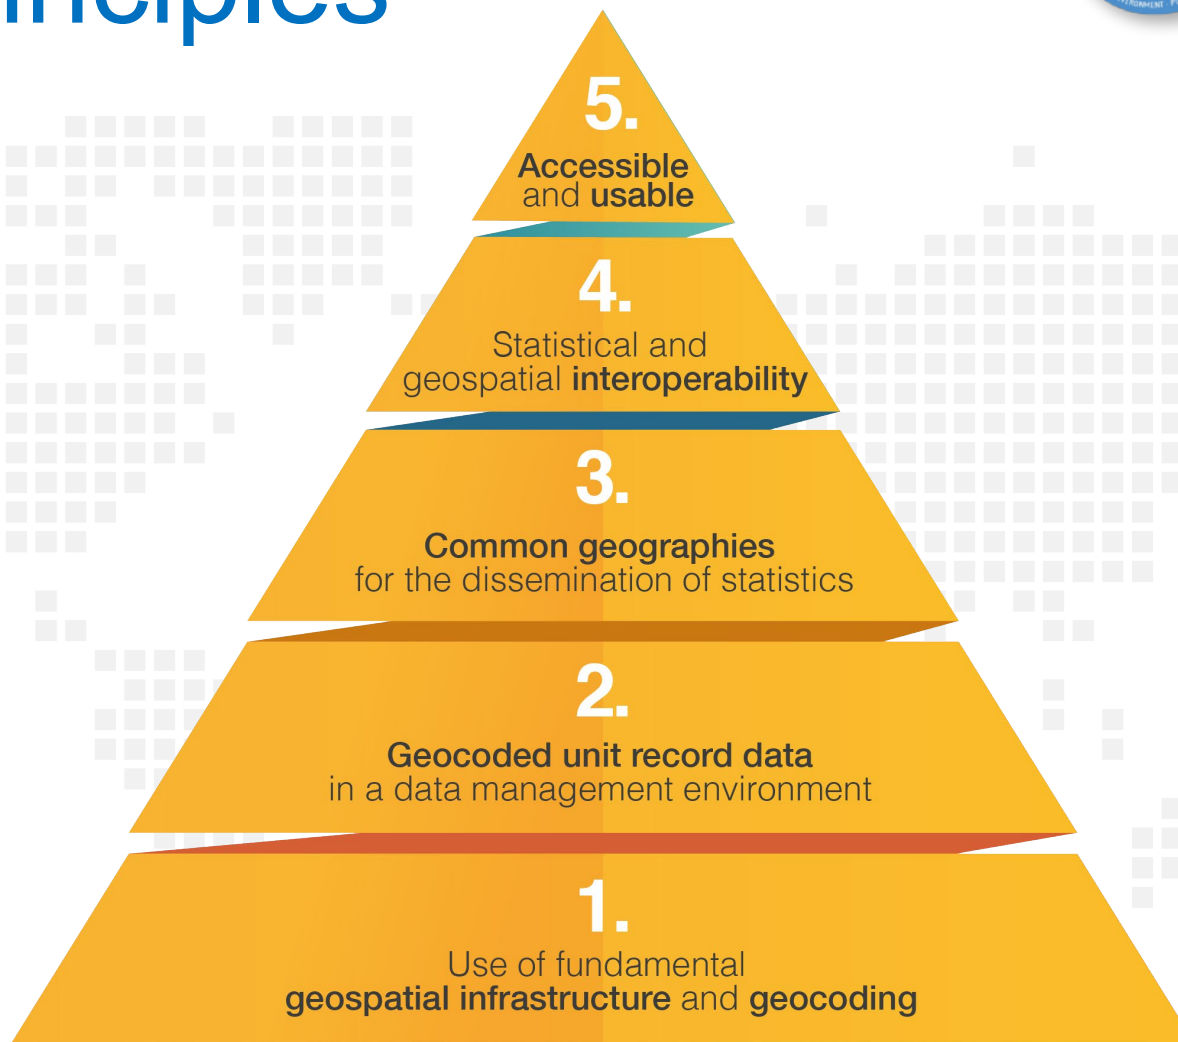 inciples
5.
Accessible
and usable
4.
Statistical and
geospatial interoperability
3.
Common geographies
for the dissemination of statistics
2.
Geocoded unit record data
in a data management environment
1.
Use of fundamental
geospatial infrastructure and geocoding